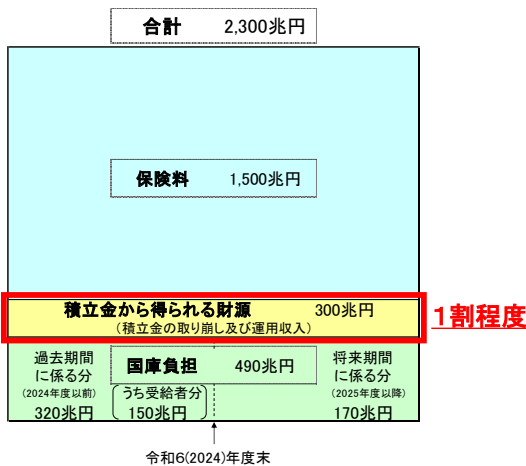 合計 2,300兆円
保険料 1,500兆円
積立金から得られる財源 300兆円
(積立金の取り崩し及び運用収入)
1割程度
過去期間
に係る分
(2024年度以前)
320兆円
国庫負担 490兆円
うち受給者分
150兆円
将来期間
に係る分
(2025年度以降)
170兆円
令和6(2024)年度末